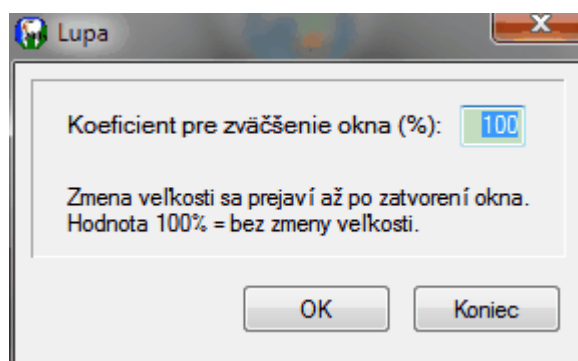 Lupa
Koeficient pre zväčšenie okna (%): 100
Zmena veľkosti sa prejaví až po zatvorení okna.
Hodnota 100% = bez zmeny veľkosti.
OK Koniec